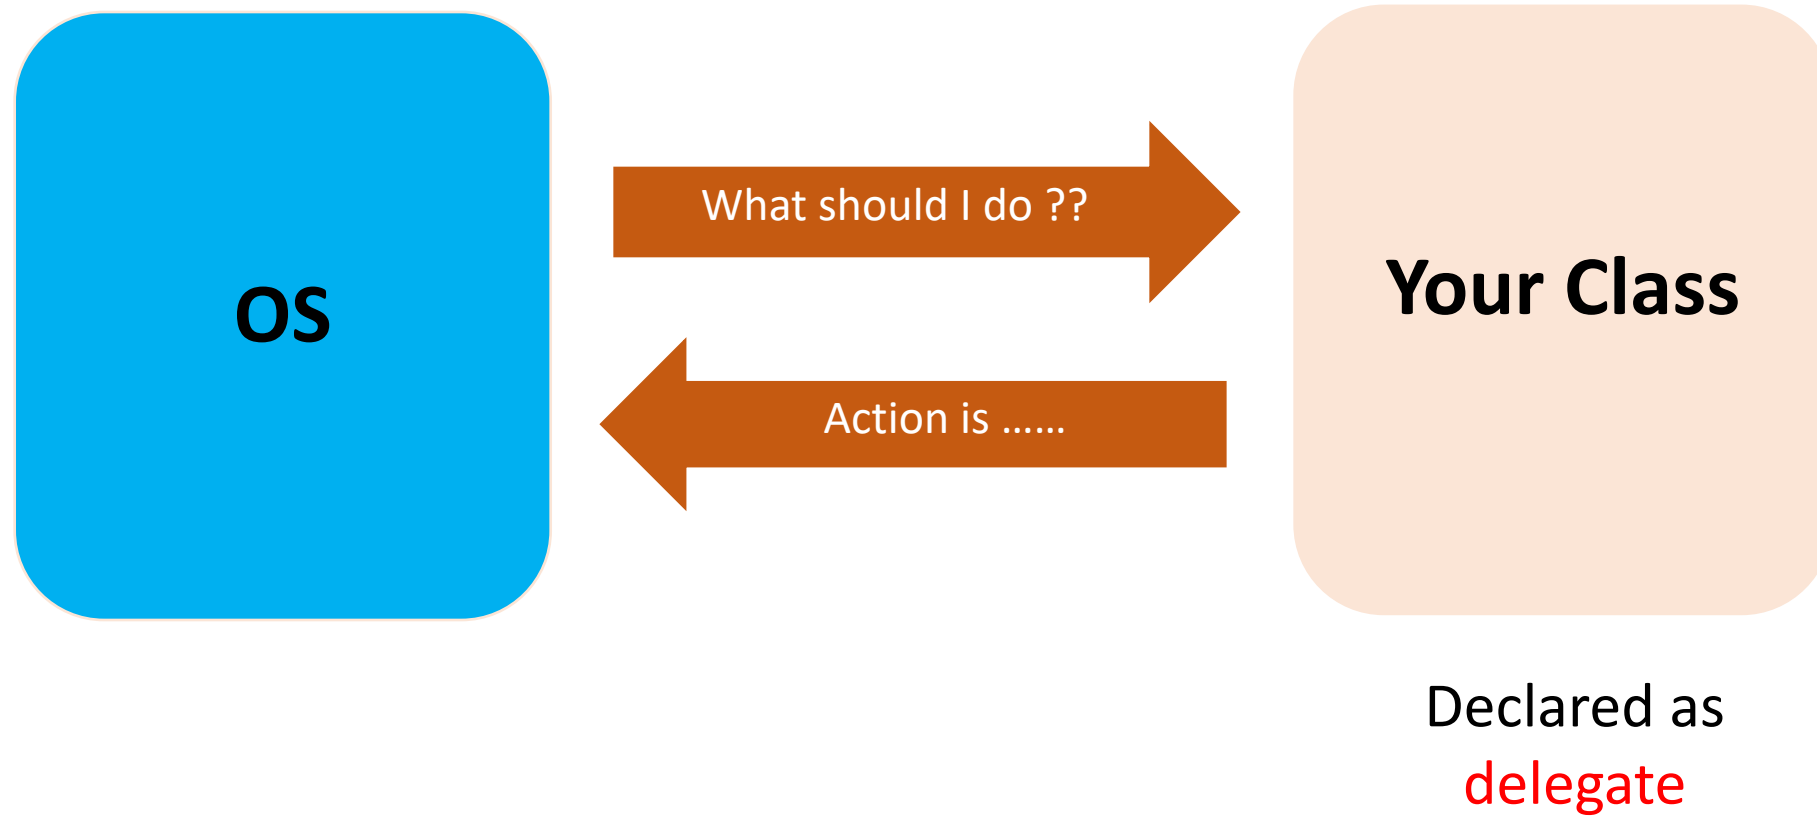 OS
What should I do ??
Action is ......
Your Class
Declared as
delegate